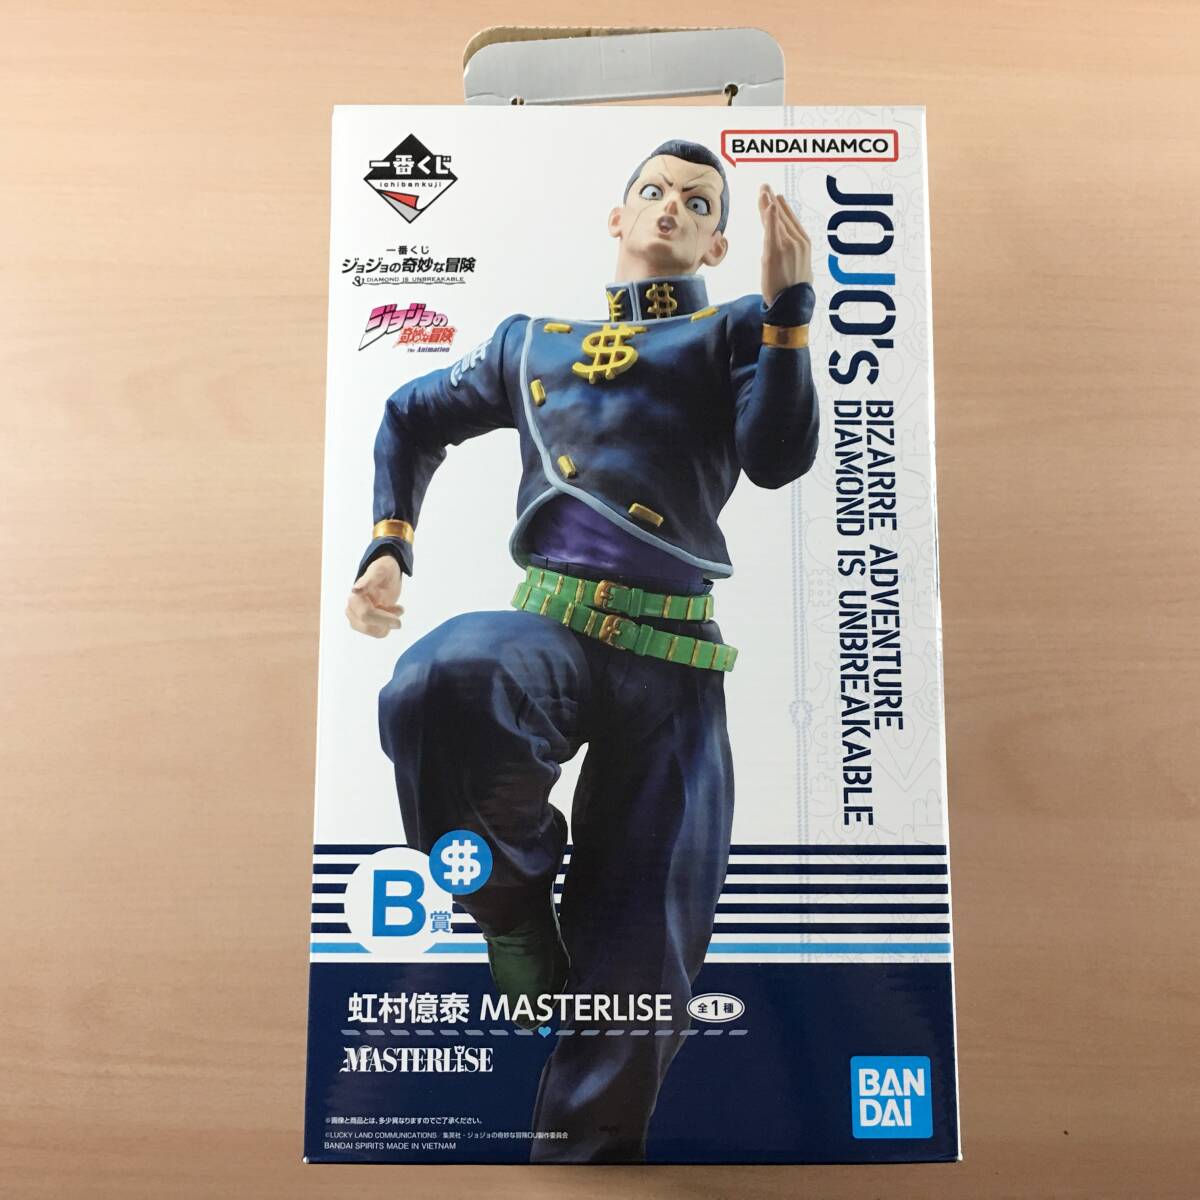 一番くじ
ichibankuji
一番くじ
ジョジョの奇妙な冒険
DIAMOND IS UNBREAKABLE
ジョジョの
奇妙な冒険
The Animation
BANDAI NAMCO
JOJO's
BIZARRE ADVENTURE
DIAMOND IS UNBREAKABLE
¥ $
$
$
B賞
虹村億泰 MASTERLISE 全1種
MASTERLISE
BAN
DAI
※画像と商品とは、多少異なりますのでご了承ください。
©LUCKY LAND COMMUNICATIONS/集英社・ジョジョの奇妙な冒険DU製作委員会
BANDAI SPIRITS MADE IN VIETNAM